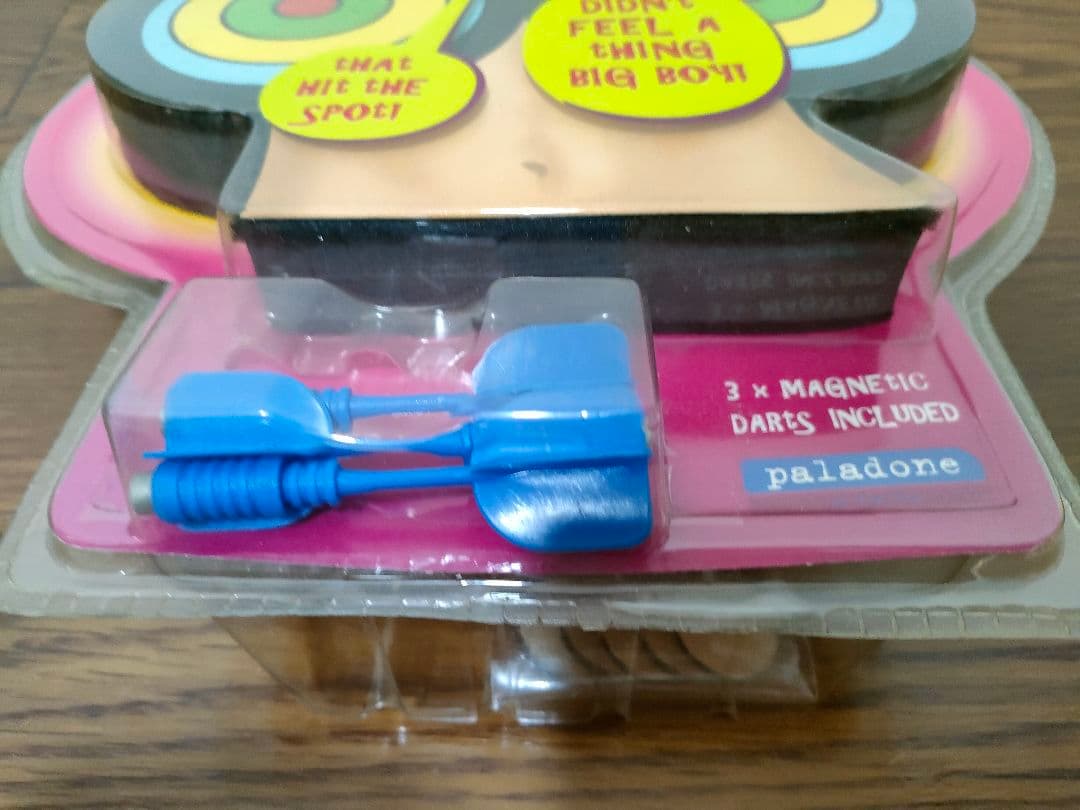 THAT
HIT THE
SPOT!
DIDN'T
FEEL A
THING
BIG BOY!
3 x MAGNETIC
DARTS INCLUDED
paladone